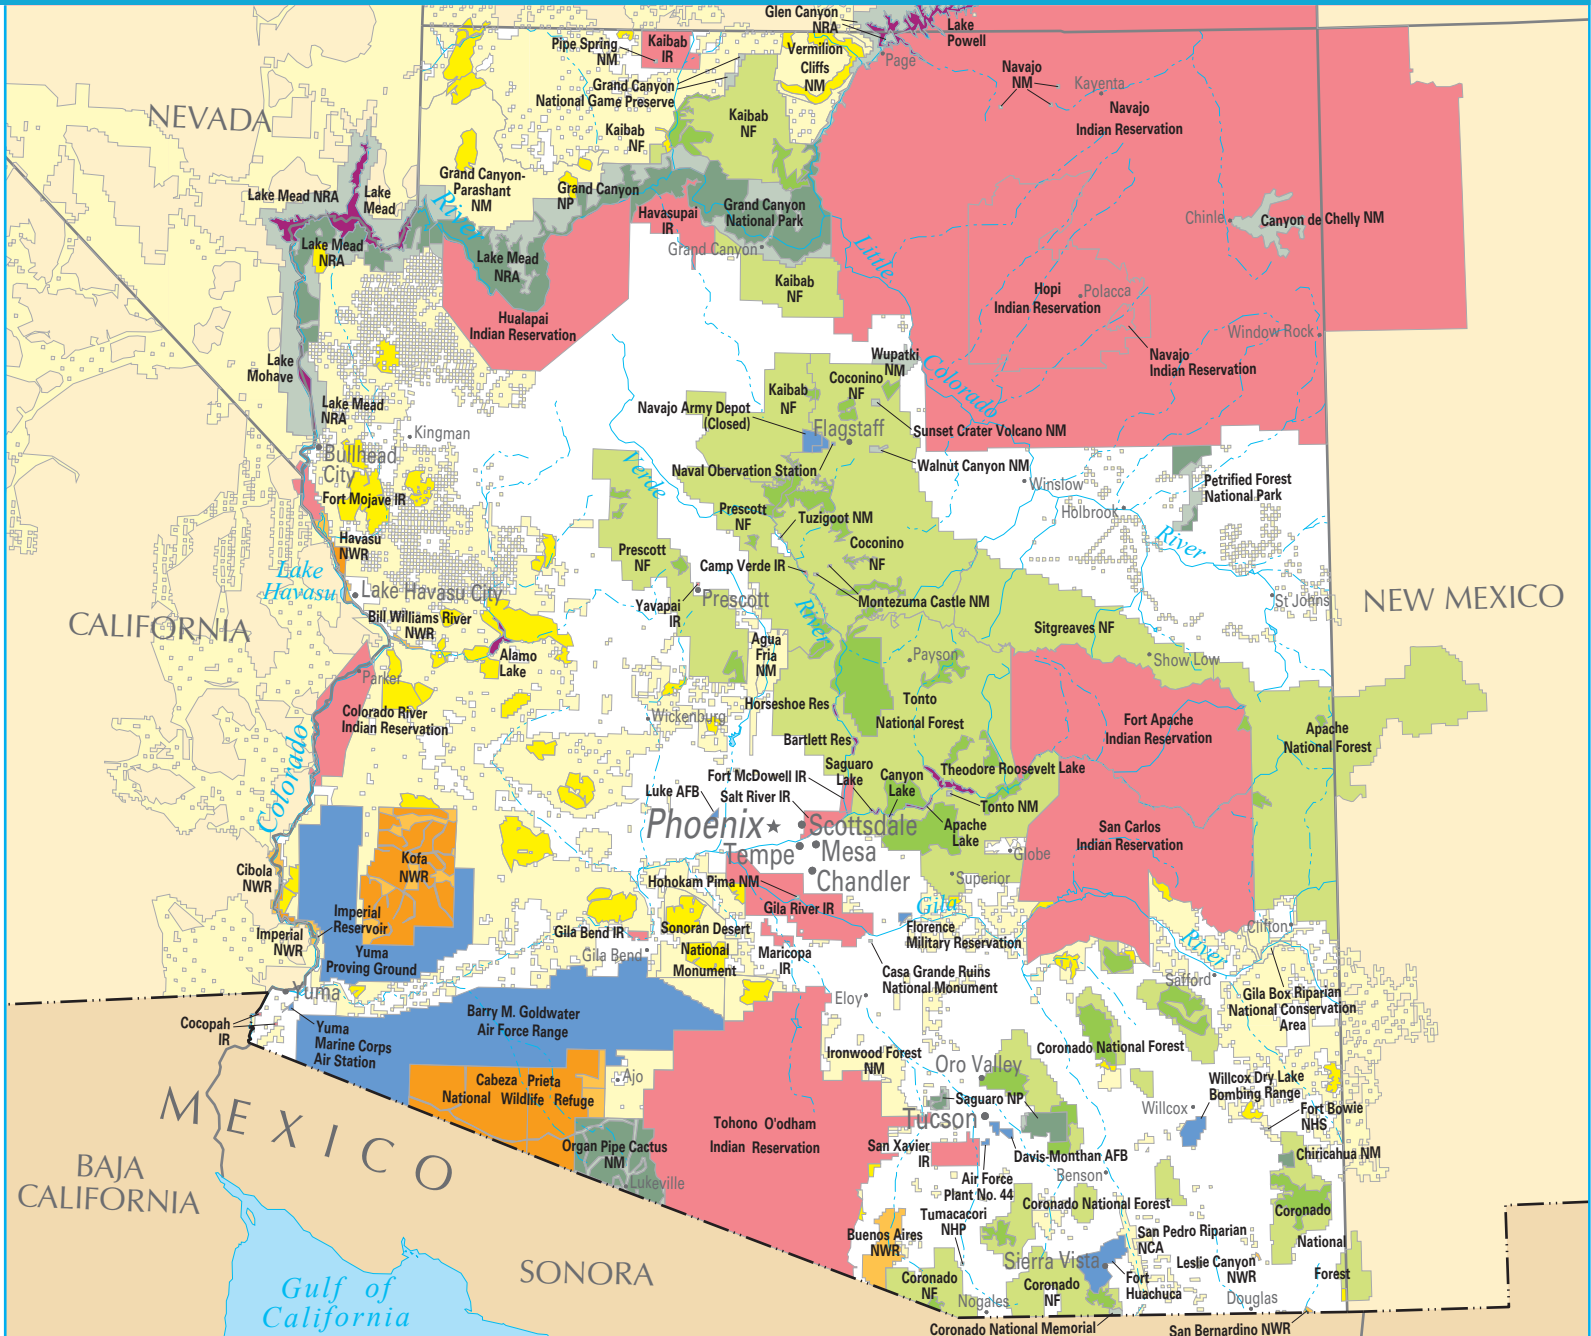 Glen Canyon
NRA
Lake
Powell
Pipe Spring
NM
Kaibab
IR
Vermilion
Cliffs
NM
Page
Grand Canyon
National Game Preserve
Navajo
NM
Kayenta
Navajo
Indian Reservation
NEVADA
Kaibab
NF
Kaibab
NF
Lake Mead NRA
Lake
Mead
Grand Canyon-
Parashant
NM
Grand Canyon
NP
River
Havasupai
IR
Grand Canyon
National Park
Grand Canyon
Chinle
Canyon de Chelly NM
Lake Mead
NRA
Lake Mead
NRA
Little
Kaibab
NF
Hopi
Indian Reservation
Polacca
Hualapai
Indian Reservation
Window Rock
Navajo
Indian Reservation
Lake
Mohave
Wupatki
NM
Colorado
Lake Mead
NRA
Kaibab
NF
Coconino
NF
Navajo Army Depot
(Closed)
Flagstaff
Sunset Crater Volcano NM
Kingman
Bullhead
City
Naval Obervation Station
Walnut Canyon NM
Verde
Winslow
Petrified Forest
National Park
Fort Mojave IR
Holbrook
Prescott
NF
Tuzigoot NM
River
Havasu
NWR
Prescott
NF
Coconino
NF
Camp Verde IR
Lake
Havasu
Lake Havasu City
Yavapai
IR
Prescott
Montezuma Castle NM
St Johns
NEW MEXICO
CALIFORNIA
Bill Williams River
NWR
River
Sitgreaves NF
Agua
Fria
NM
Alamo
Lake
Payson
Show Low
Parker
Colorado River
Indian Reservation
Horseshoe Res
Tonto
National Forest
Wickenburg
Fort Apache
Indian Reservation
Apache
National Forest
Colorado
Bartlett Res
Saguaro
Lake
Canyon
Lake
Theodore Roosevelt Lake
Fort McDowell IR
Luke AFB
Salt River IR
Tonto NM
Phoenix
Scottsdale
Tempe
Mesa
Apache
Lake
San Carlos
Indian Reservation
Globe
Chandler
Superior
Kofa
NWR
Cibola
NWR
Hohokam Pima NM
Gila River IR
Gila
Imperial
Reservoir
Imperial
NWR
Gila Bend IR
Gila Bend
Sonoran Desert
National
Monument
Maricopa
IR
Florence
Military Reservation
Clifton
River
Yuma
Proving Ground
Casa Grande Ruins
National Monument
Safford
Gila Box Riparian
National Conservation
Area
Yuma
Eloy
Cocopah
IR
Yuma
Marine Corps
Air Station
Barry M. Goldwater
Air Force Range
Ironwood Forest
NM
Coronado National Forest
Oro Valley
Ajo
Cabeza Prieta
National Wildlife Refuge
Willcox Dry Lake
Bombing Range
Saguaro NP
Willcox
Fort Bowie
NHS
MEXICO
Tohono O'odham
Indian Reservation
Tucson
Organ Pipe Cactus
NM
San Xavier
IR
Davis-Monthan AFB
Chiricahua NM
Lukeville
Air Force
Plant No. 44
Benson
BAJA
CALIFORNIA
Coronado National Forest
Tumacacori
NHP
Coronado
National
Forest
Buenos Aires
NWR
San Pedro Riparian
NCA
Sierra Vista
Leslie Canyon
NWR
SONORA
Coronado
NF
Coronado
NF
Fort
Huachuca
Gulf of
California
Nogales
Douglas
Coronado National Memorial
San Bernardino NWR